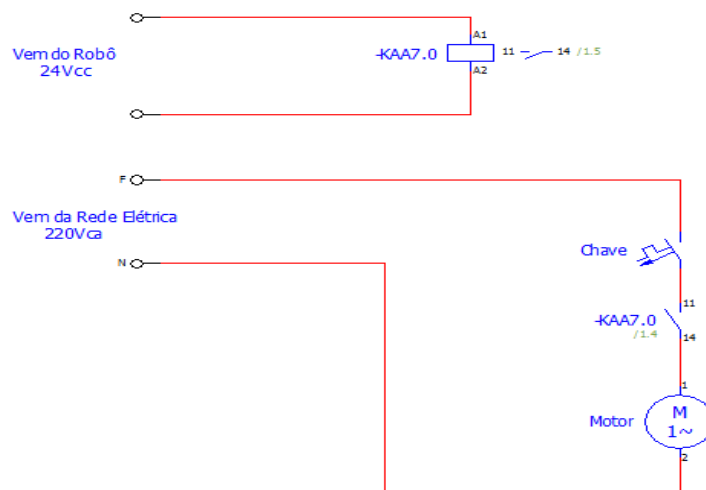 A1
Vem do Robô
24Vcc
-KAA7.0
11
14
/1.5
A2
F
Vem da Rede Elétrica
220Vca
N
Chave
11
-KAA7.0
/1.4
14
1
Motor
M
1~
2